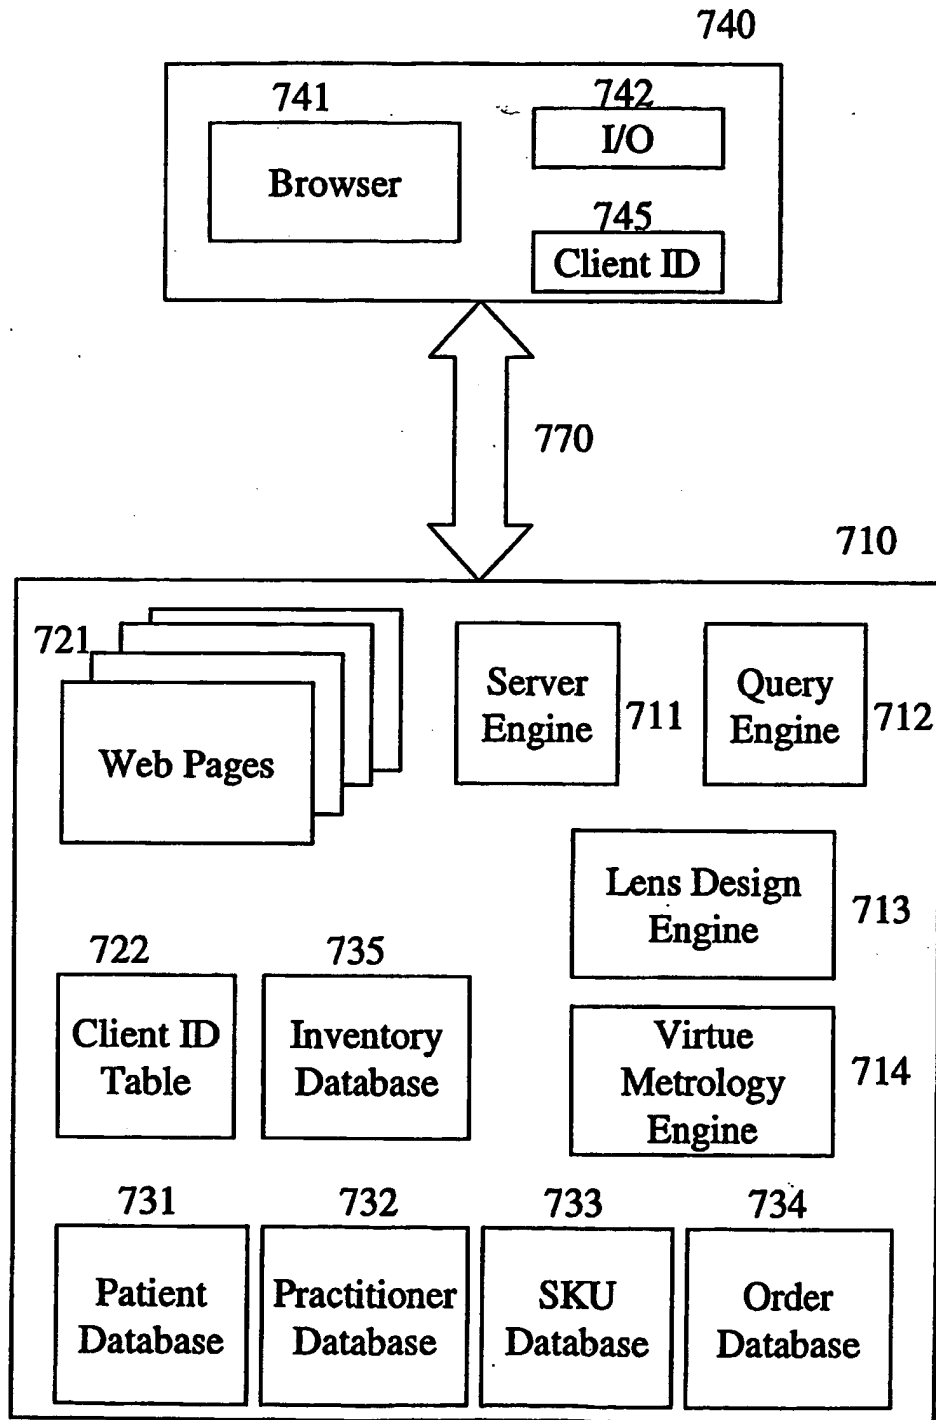 740
741
742
Browser
I/O
745
Client ID
770
710
721
Web Pages
Server
Engine
711
Query
Engine
712
Lens Design
Engine
713
722
735
Client ID
Table
Inventory
Database
Virtue
Metrology
Engine
714
731
732
733
734
Patient
Database
Practitioner
Database
SKU
Database
Order
Database